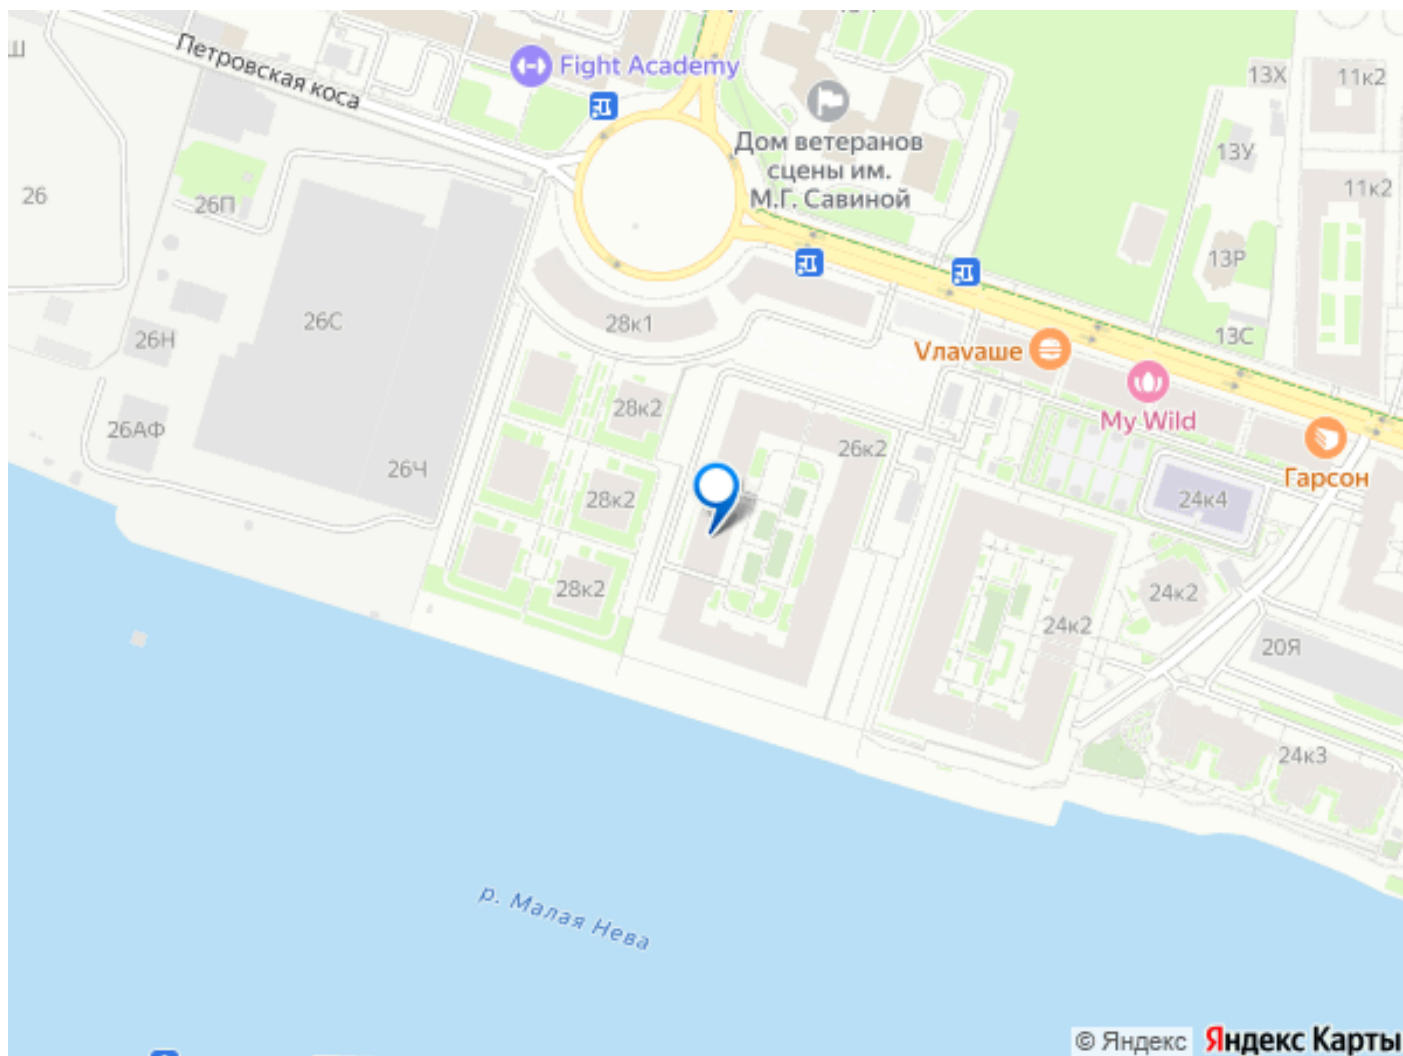 Ш
Петровская коса
Fight Academy
13Х
11к2
Дом ветеранов
сцены им.
М.Г. Савиной
13У
11к2
26
26П
13Р
26С
28к1
13С
26Н
Vлаваше
My Wild
28к2
26АФ
26к2
Гарсон
26Ч
28к2
24к4
28к2
24к2
24к2
20Я
24к3
р. Малая Нева
© Яндекс
Яндекс Карты